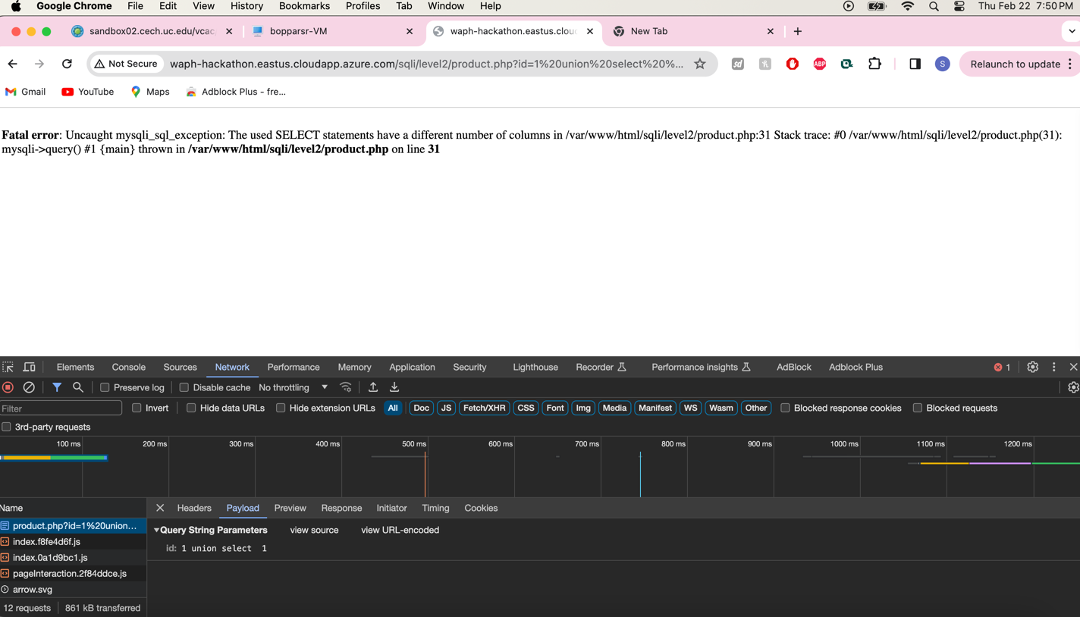 Google Chrome File Edit View History Bookmarks Profiles Tab Window Help Thu Feb 22 7:50 PM
sandbox02.cech.uc.edu/vcac bopparsr-VM waph-hackathon.eastus.clou New Tab
Not Secure waph-hackathon.eastus.cloudapp.azure.com/sqli/level2/product.php?id=1%20union%20select%20%... Relaunch to update
Gmail YouTube Maps Adblock Plus - fre...
Fatal error: Uncaught mysqli_sql_exception: The used SELECT statements have a different number of columns in /var/www/html/sqli/level2/product.php:31 Stack trace: #0 /var/www/html/sqli/level2/product.php(31):
mysqli->query() #1 {main} thrown in /var/www/html/sqli/level2/product.php on line 31
Elements Console Sources Network Performance Memory Application Security Lighthouse Recorder Performance insights AdBlock Adblock Plus 1
Preserve log Disable cache No throttling
Filter Invert Hide data URLs Hide extension URLs All Doc JS Fetch/XHR CSS Font Img Media Manifest WS Wasm Other Blocked response cookies Blocked requests
3rd-party requests
100 ms 200 ms 300 ms 400 ms 500 ms 600 ms 700 ms 800 ms 900 ms 1000 ms 1100 ms 1200 ms
Name Headers Payload Preview Response Initiator Timing Cookies
product.php?id=1%20union... Query String Parameters view source view URL-encoded
index.f8fe4d6f.js id: 1 union select 1
index.0a1d9bc1.js
pageInteraction.2f84ddce.js
arrow.svg
12 requests 861 kB transferred